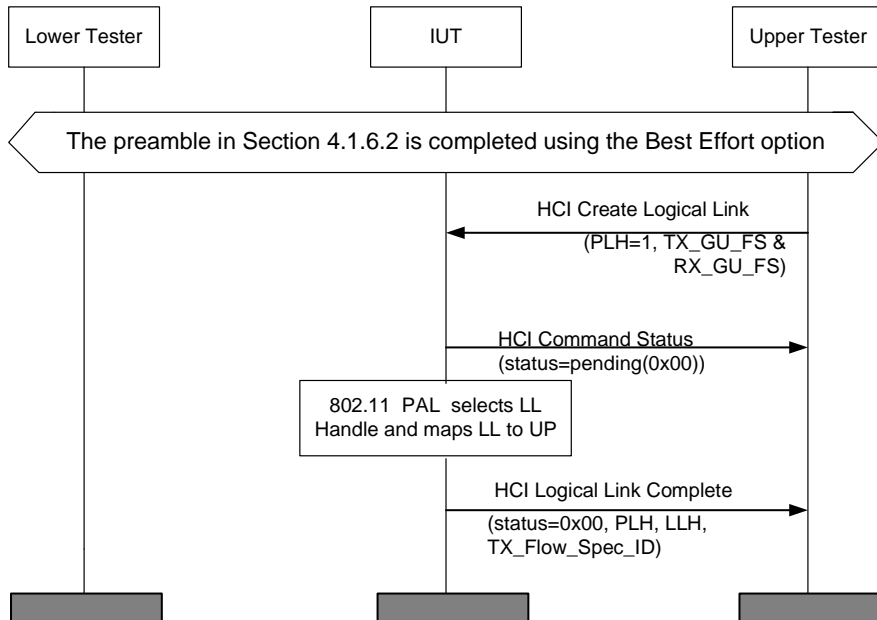 Lower Tester
IUT
Upper Tester
The preamble in Section 4.1.6.2 is completed using the Best Effort option
HCI Create Logical Link
(PLH=1, TX_GU_FS &
RX_GU_FS)
HCI Command Status
(status=pending(0x00))
802.11 PAL selects LL
Handle and maps LL to UP
HCI Logical Link Complete
(status=0x00, PLH, LLH,
TX_Flow_Spec_ID)